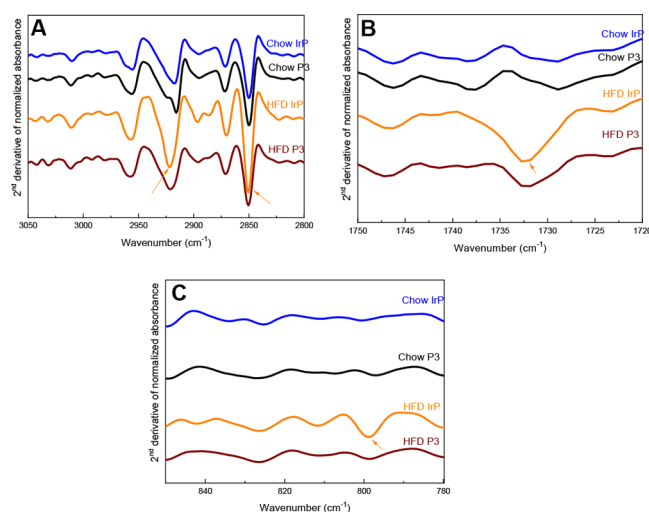 A
Chow IrP
Chow P3
HFD IrP
HFD P3
2nd derivative of normalized absorbance
3050 3000 2950 2900 2850 2800
Wavenumber (cm-1)
B
Chow IrP
Chow P3
HFD IrP
HFD P3
2nd derivative of normalized absorbance
1750 1745 1740 1735 1730 1725 1720
Wavenumber (cm-1)
C
Chow IrP
Chow P3
HFD IrP
HFD P3
2nd derivative of normalized absorbance
840 820 800 780
Wavenumber (cm-1)